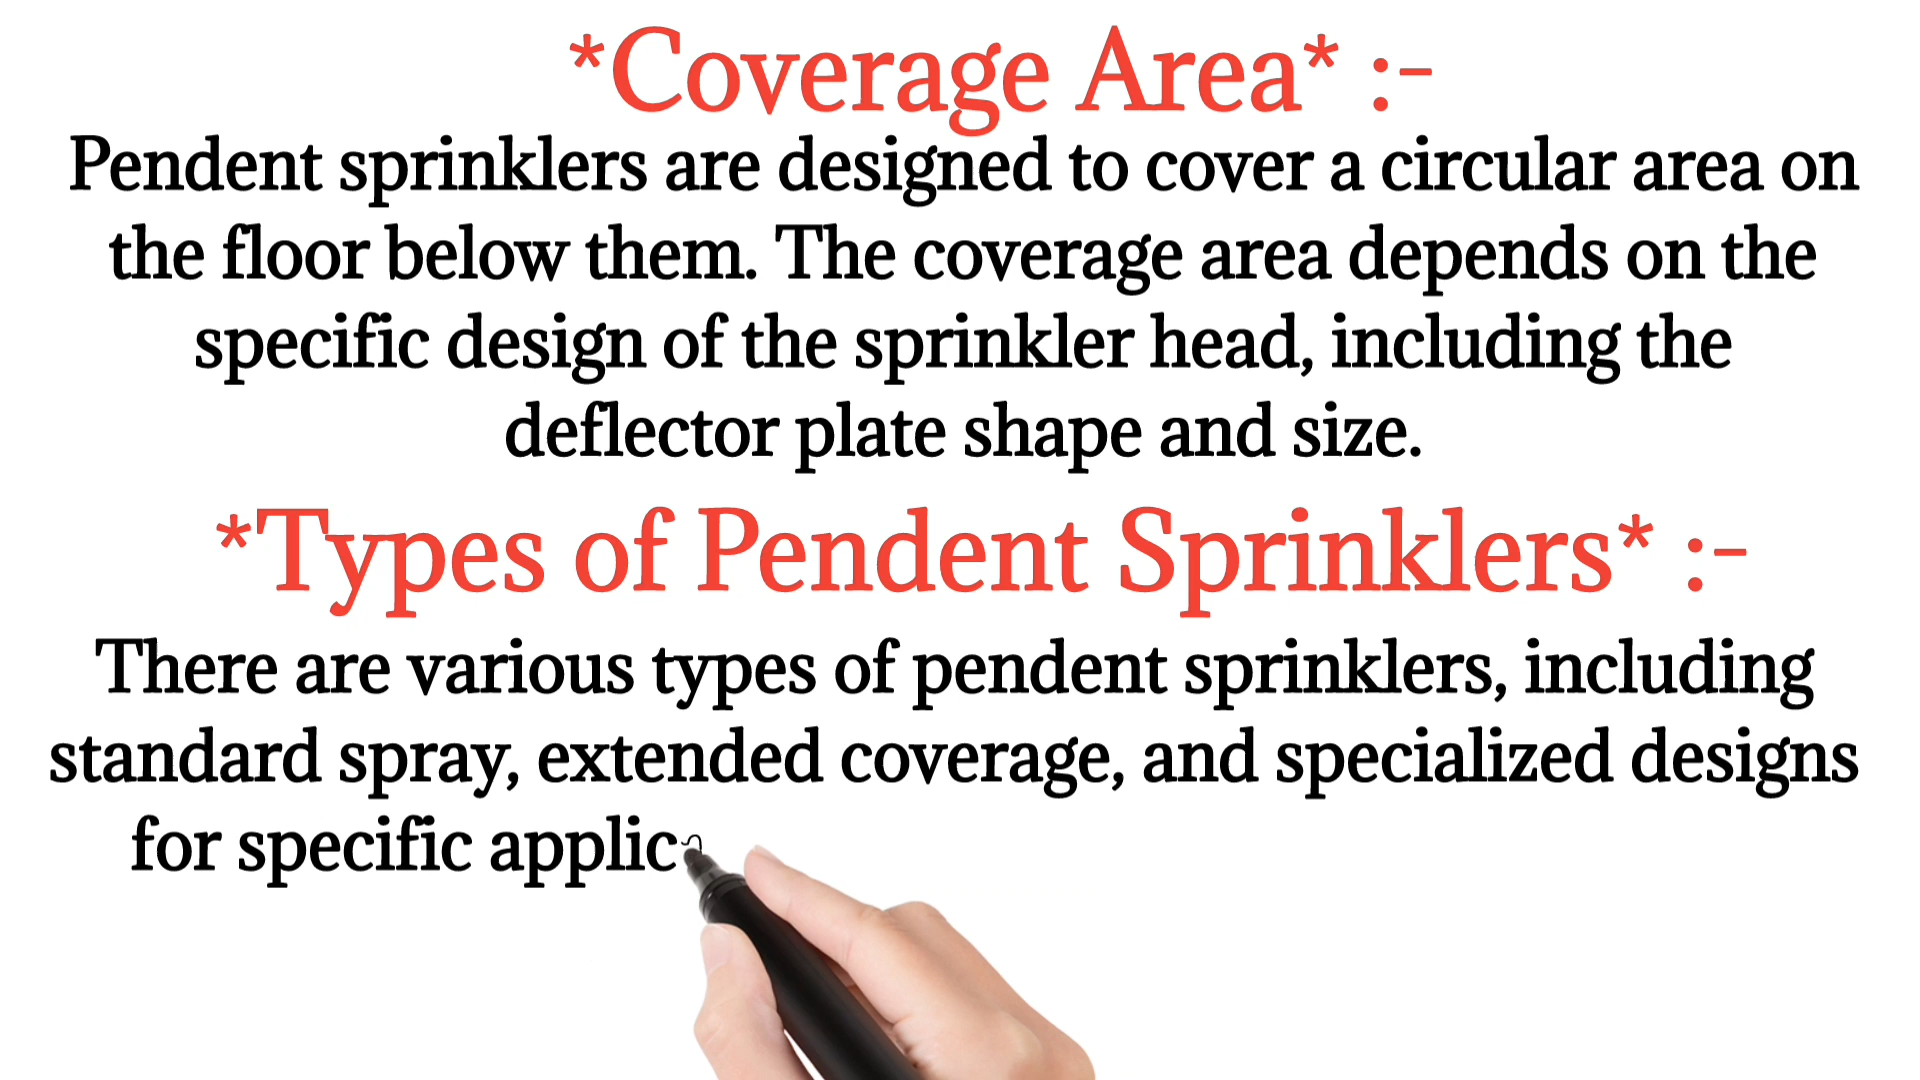 *Coverage Area* :-
Pendent sprinklers are designed to cover a circular area on
the floor below them. The coverage area depends on the
specific design of the sprinkler head, including the
deflector plate shape and size.
*Types of Pendent Sprinklers* :-
There are various types of pendent sprinklers, including
standard spray, extended coverage, and specialized designs
for specific applic